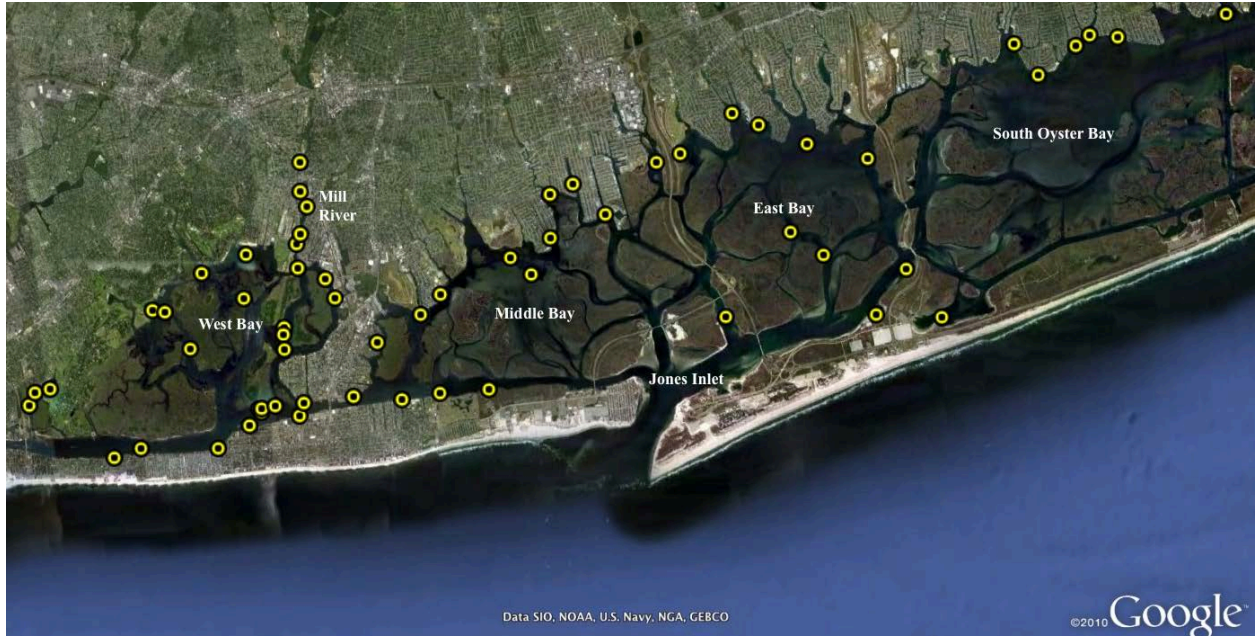 South Oyster Bay
Mill
River
East Bay
West Bay
Middle Bay
Jones Inlet
Data SIO, NOAA, U.S. Navy, NGA, GEBCO
©2010 Google™